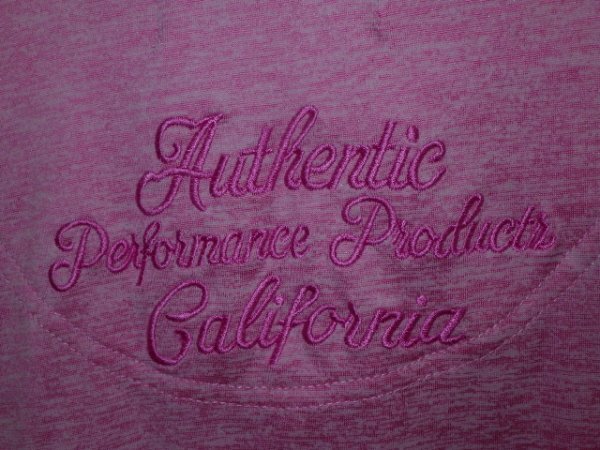 Authentic
Performance Products
California